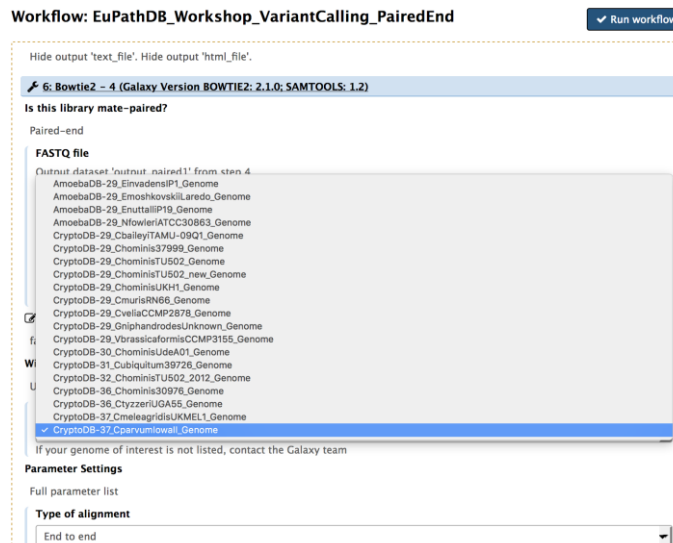 Workflow: EuPathDB_Workshop_VariantCalling_PairedEnd
Run workflow
Hide output 'text_file'. Hide output 'html_file'.
6: Bowtie2 - 4 (Galaxy Version BOWTIE2: 2.1.0; SAMTOOLS: 1.2)
Is this library mate-paired?
Paired-end
FASTQ file
Output dataset 'output_paired1' from step 4
AmoebaDB-29_EinvadensIP1_Genome
AmoebaDB-29_EmoshkovskiiLaredo_Genome
AmoebaDB-29_EnuttalliP19_Genome
AmoebaDB-29_NfowleriATCC30863_Genome
CryptoDB-29_CbaileyiTAMU-09Q1_Genome
CryptoDB-29_Chominis37999_Genome
CryptoDB-29_ChominisTU502_Genome
CryptoDB-29_ChominisTU502_new_Genome
CryptoDB-29_ChominisUKH1_Genome
CryptoDB-29_CmurisRN66_Genome
CryptoDB-29_CveliaCCMP2878_Genome
CryptoDB-29_GniphandrodesUnknown_Genome
CryptoDB-29_VbrassicaformisCCMP3155_Genome
CryptoDB-30_ChominisUdeA01_Genome
CryptoDB-31_Cubiquitum39726_Genome
CryptoDB-32_ChominisTU502_2012_Genome
CryptoDB-36_Chominis30976_Genome
CryptoDB-36_CtyzzeriUGA55_Genome
CryptoDB-37_CmeleagridisUKMEL1_Genome
CryptoDB-37_CparvumIowaII_Genome
If your genome of interest is not listed, contact the Galaxy team
Parameter Settings
Full parameter list
Type of alignment
End to end